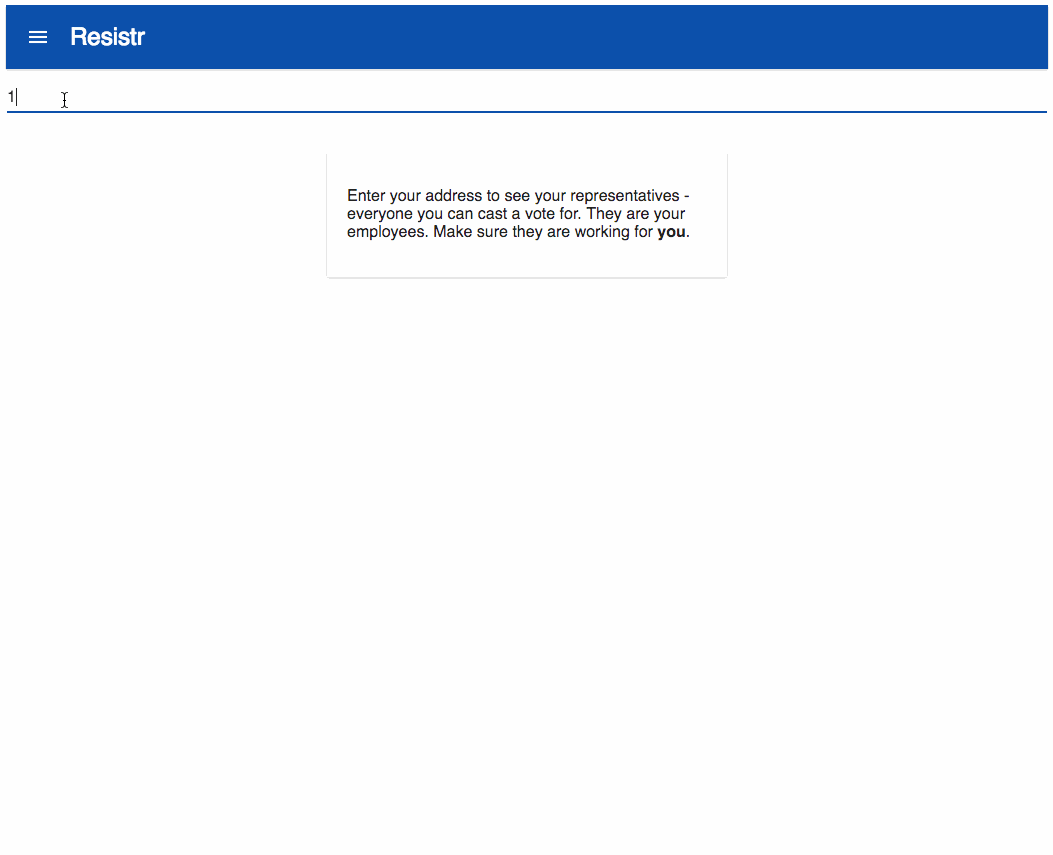 Resistr
1
Enter your address to see your representatives -
everyone you can cast a vote for. They are your
employees. Make sure they are working for you.